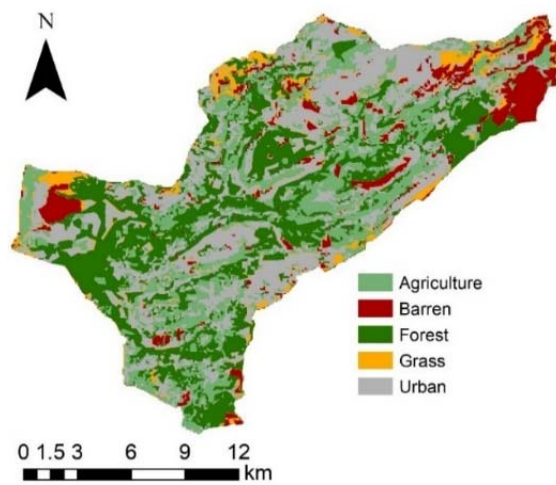 N
Agriculture
Barren
Forest
Grass
Urban
0 1.5 3 6 9 12
km